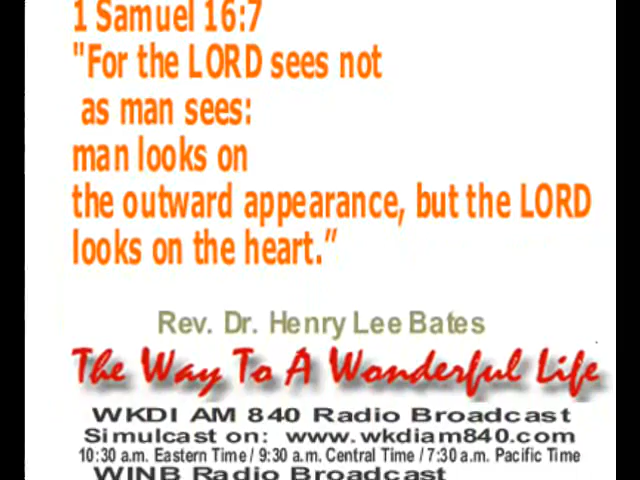 1 Samuel 16:7
"For the LORD sees not
as man sees:
man looks on
the outward appearance, but the LORD
looks on the heart.”
Rev. Dr. Henry Lee Bates
The Way To A Wonderful Life
WKDI AM 840 Radio Broadcast
Simulcast on: www.wkdiam840.com
10:30 a.m. Eastern Time / 9:30 a.m. Central Time / 7:30 a.m. Pacific Time
WINB Radio Broadcast